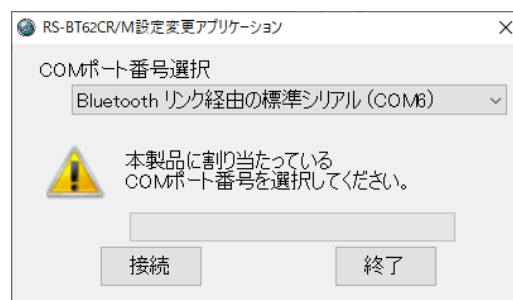 RS-BT62CR/M設定変更アプリケーション
COMポート番号選択
Bluetooth リンク経由の標準シリアル (COM6)
本製品に割り当たっている
COMポート番号を選択してください。
接続 終了